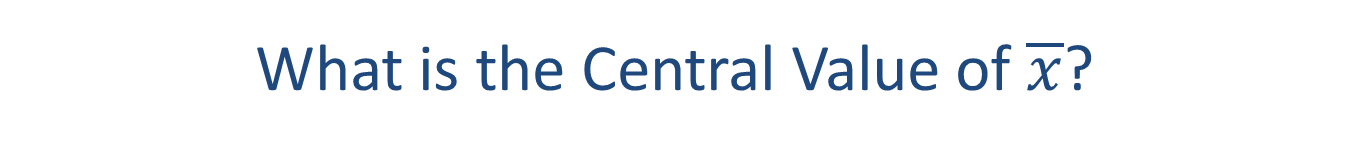 What is the Central Value of x̅?